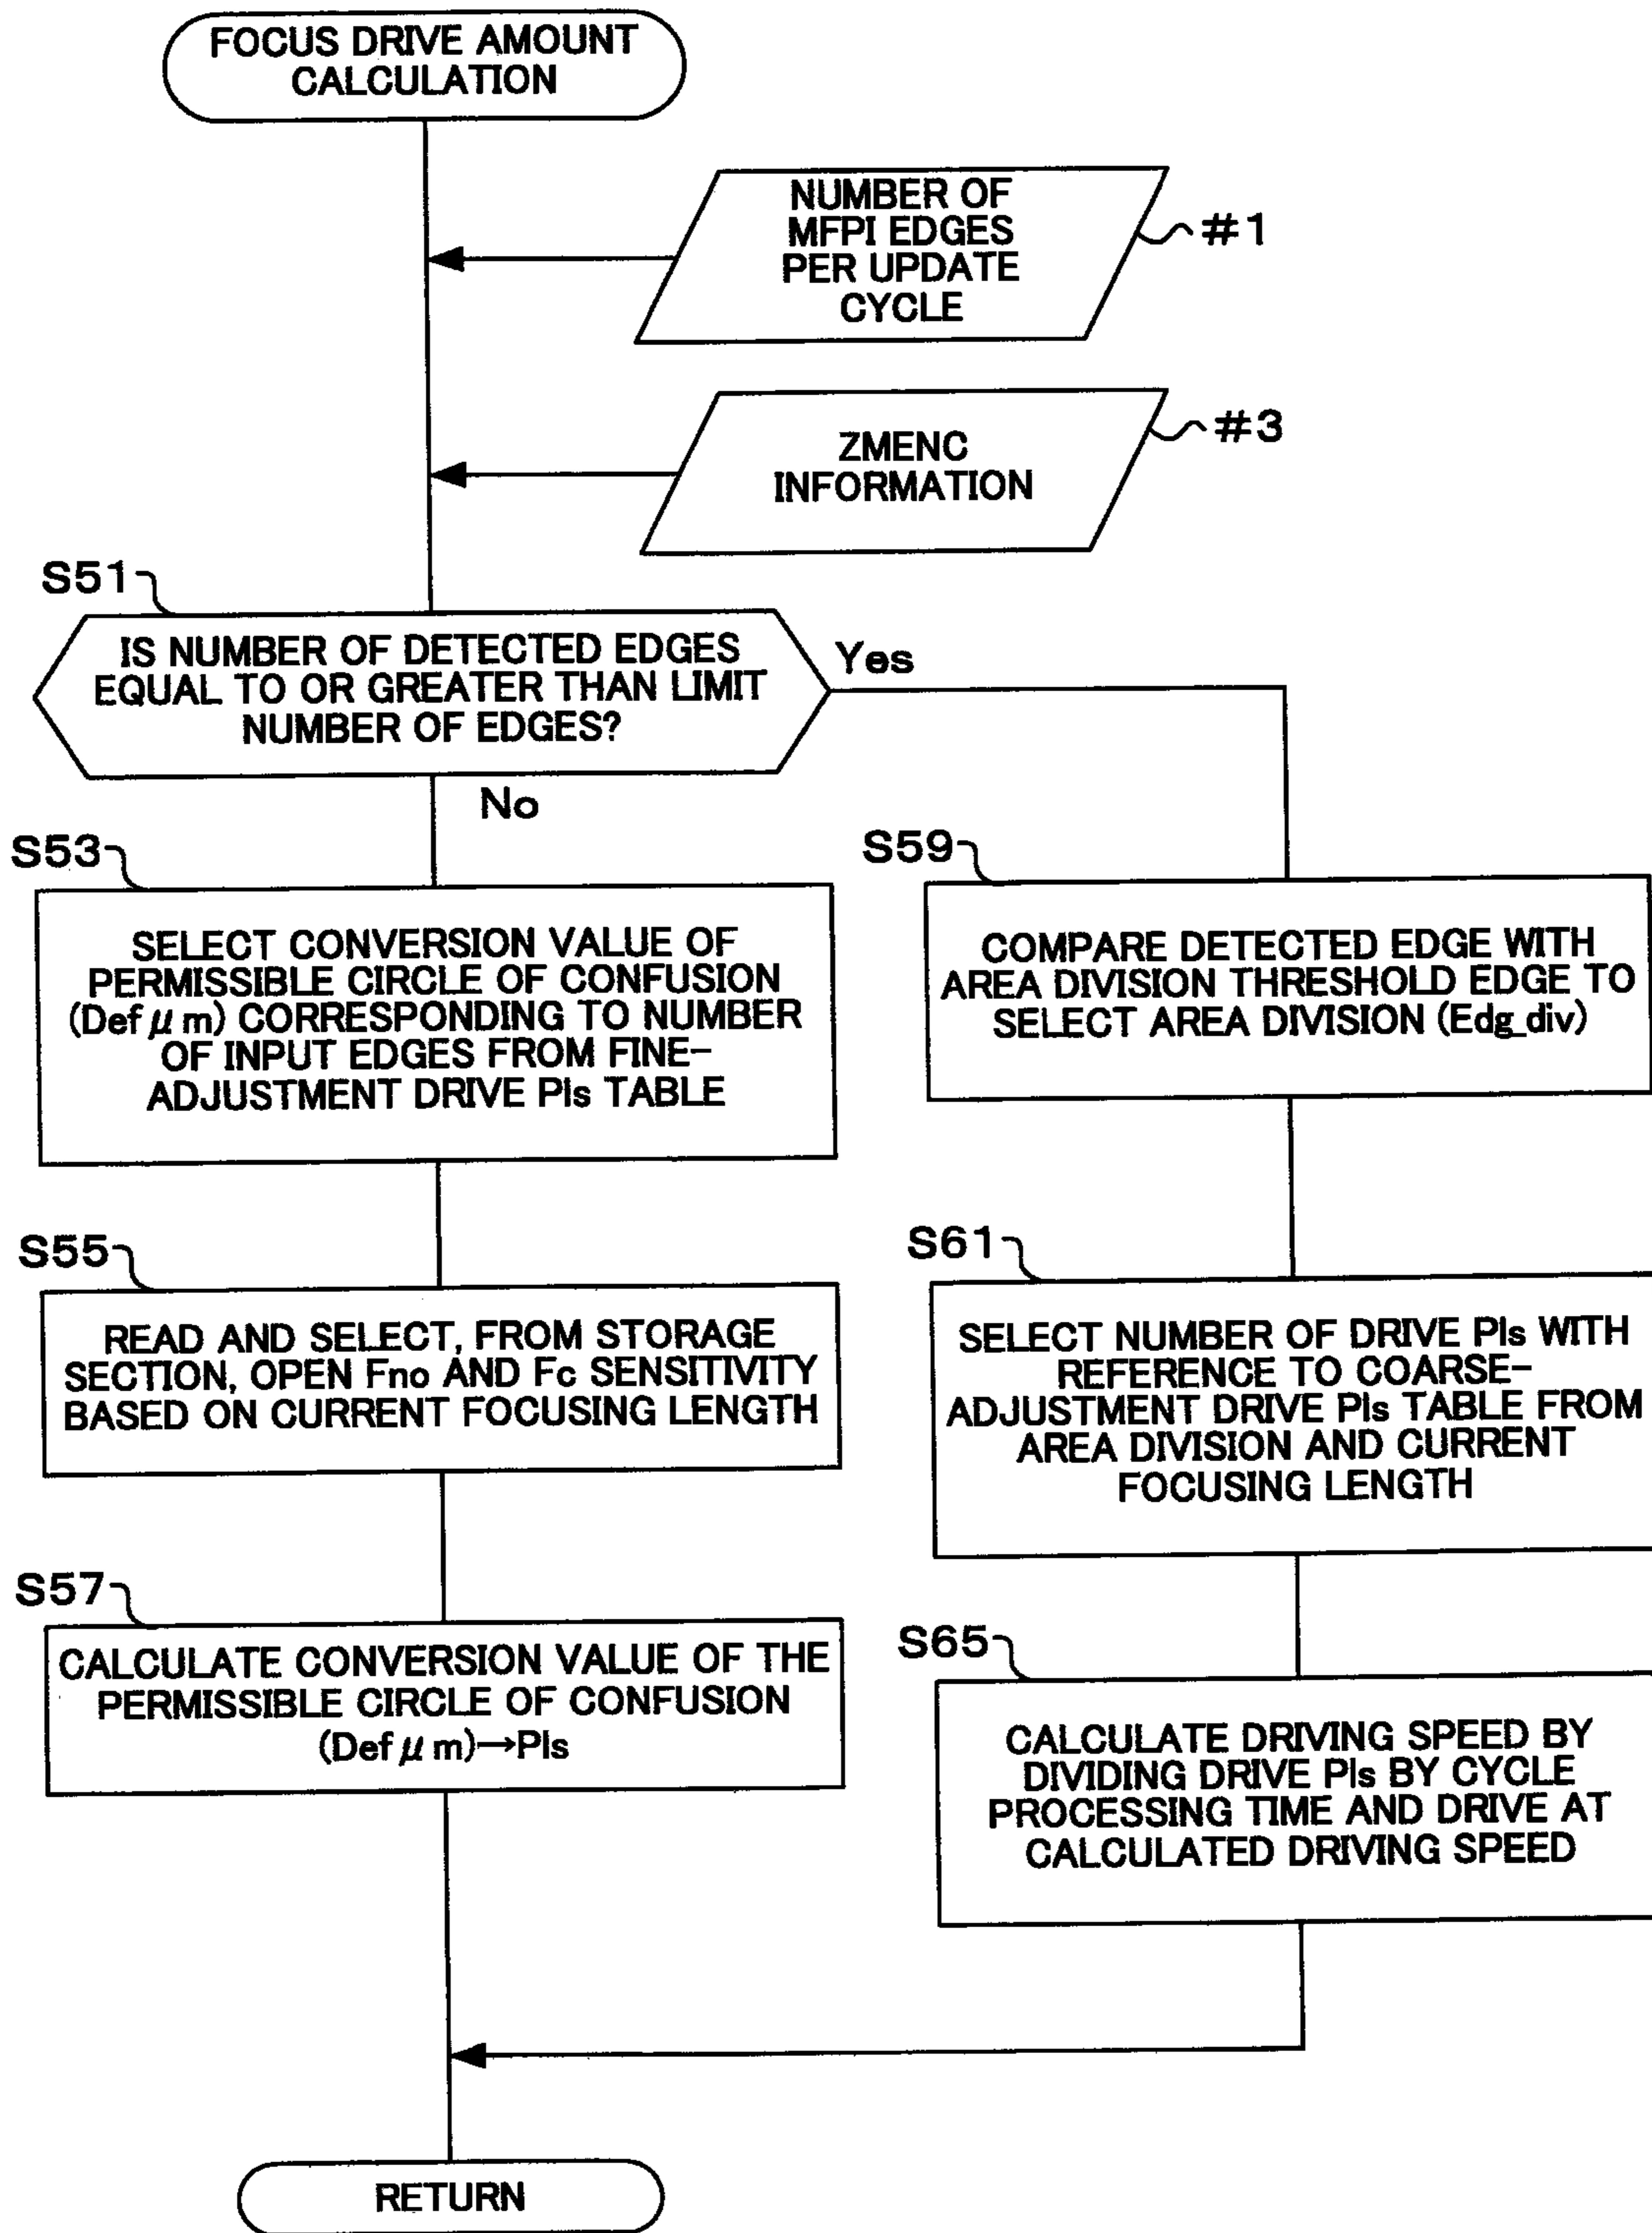 FOCUS DRIVE AMOUNT
CALCULATION
NUMBER OF
MFPI EDGES
PER UPDATE
CYCLE
#1
ZMENC
INFORMATION
#3
S51
IS NUMBER OF DETECTED EDGES
EQUAL TO OR GREATER THAN LIMIT
NUMBER OF EDGES?
Yes
No
S53
SELECT CONVERSION VALUE OF
PERMISSIBLE CIRCLE OF CONFUSION
(Def μ m) CORRESPONDING TO NUMBER
OF INPUT EDGES FROM FINE-
ADJUSTMENT DRIVE PIs TABLE
S59
COMPARE DETECTED EDGE WITH
AREA DIVISION THRESHOLD EDGE TO
SELECT AREA DIVISION (Edg_div)
S55
READ AND SELECT, FROM STORAGE
SECTION, OPEN Fno AND Fc SENSITIVITY
BASED ON CURRENT FOCUSING LENGTH
S61
SELECT NUMBER OF DRIVE PIs WITH
REFERENCE TO COARSE-
ADJUSTMENT DRIVE PIs TABLE FROM
AREA DIVISION AND CURRENT
FOCUSING LENGTH
S57
CALCULATE CONVERSION VALUE OF THE
PERMISSIBLE CIRCLE OF CONFUSION
(Def μ m)→PIs
S65
CALCULATE DRIVING SPEED BY
DIVIDING DRIVE PIs BY CYCLE
PROCESSING TIME AND DRIVE AT
CALCULATED DRIVING SPEED
RETURN